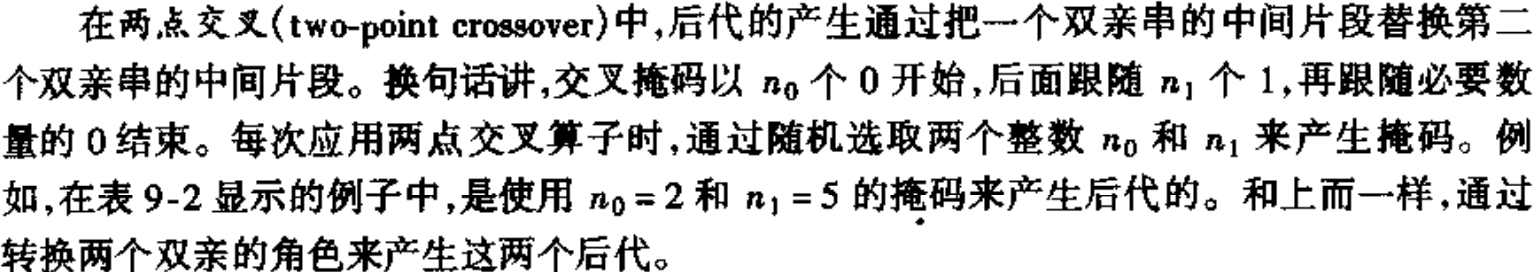 在两点交叉(two-point crossover)中,后代的产生通过把一个双亲串的中间片段替换第二
个双亲串的中间片段。换句话讲,交叉掩码以 n₀ 个 0 开始,后面跟随 n₁ 个 1,再跟随必要数
量的 0 结束。每次应用两点交叉算子时,通过随机选取两个整数 n₀ 和 n₁ 来产生掩码。例
如,在表 9-2 显示的例子中,是使用 n₀ = 2 和 n₁ = 5 的掩码来产生后代的。和上而一样,通过
转换两个双亲的角色来产生这两个后代。